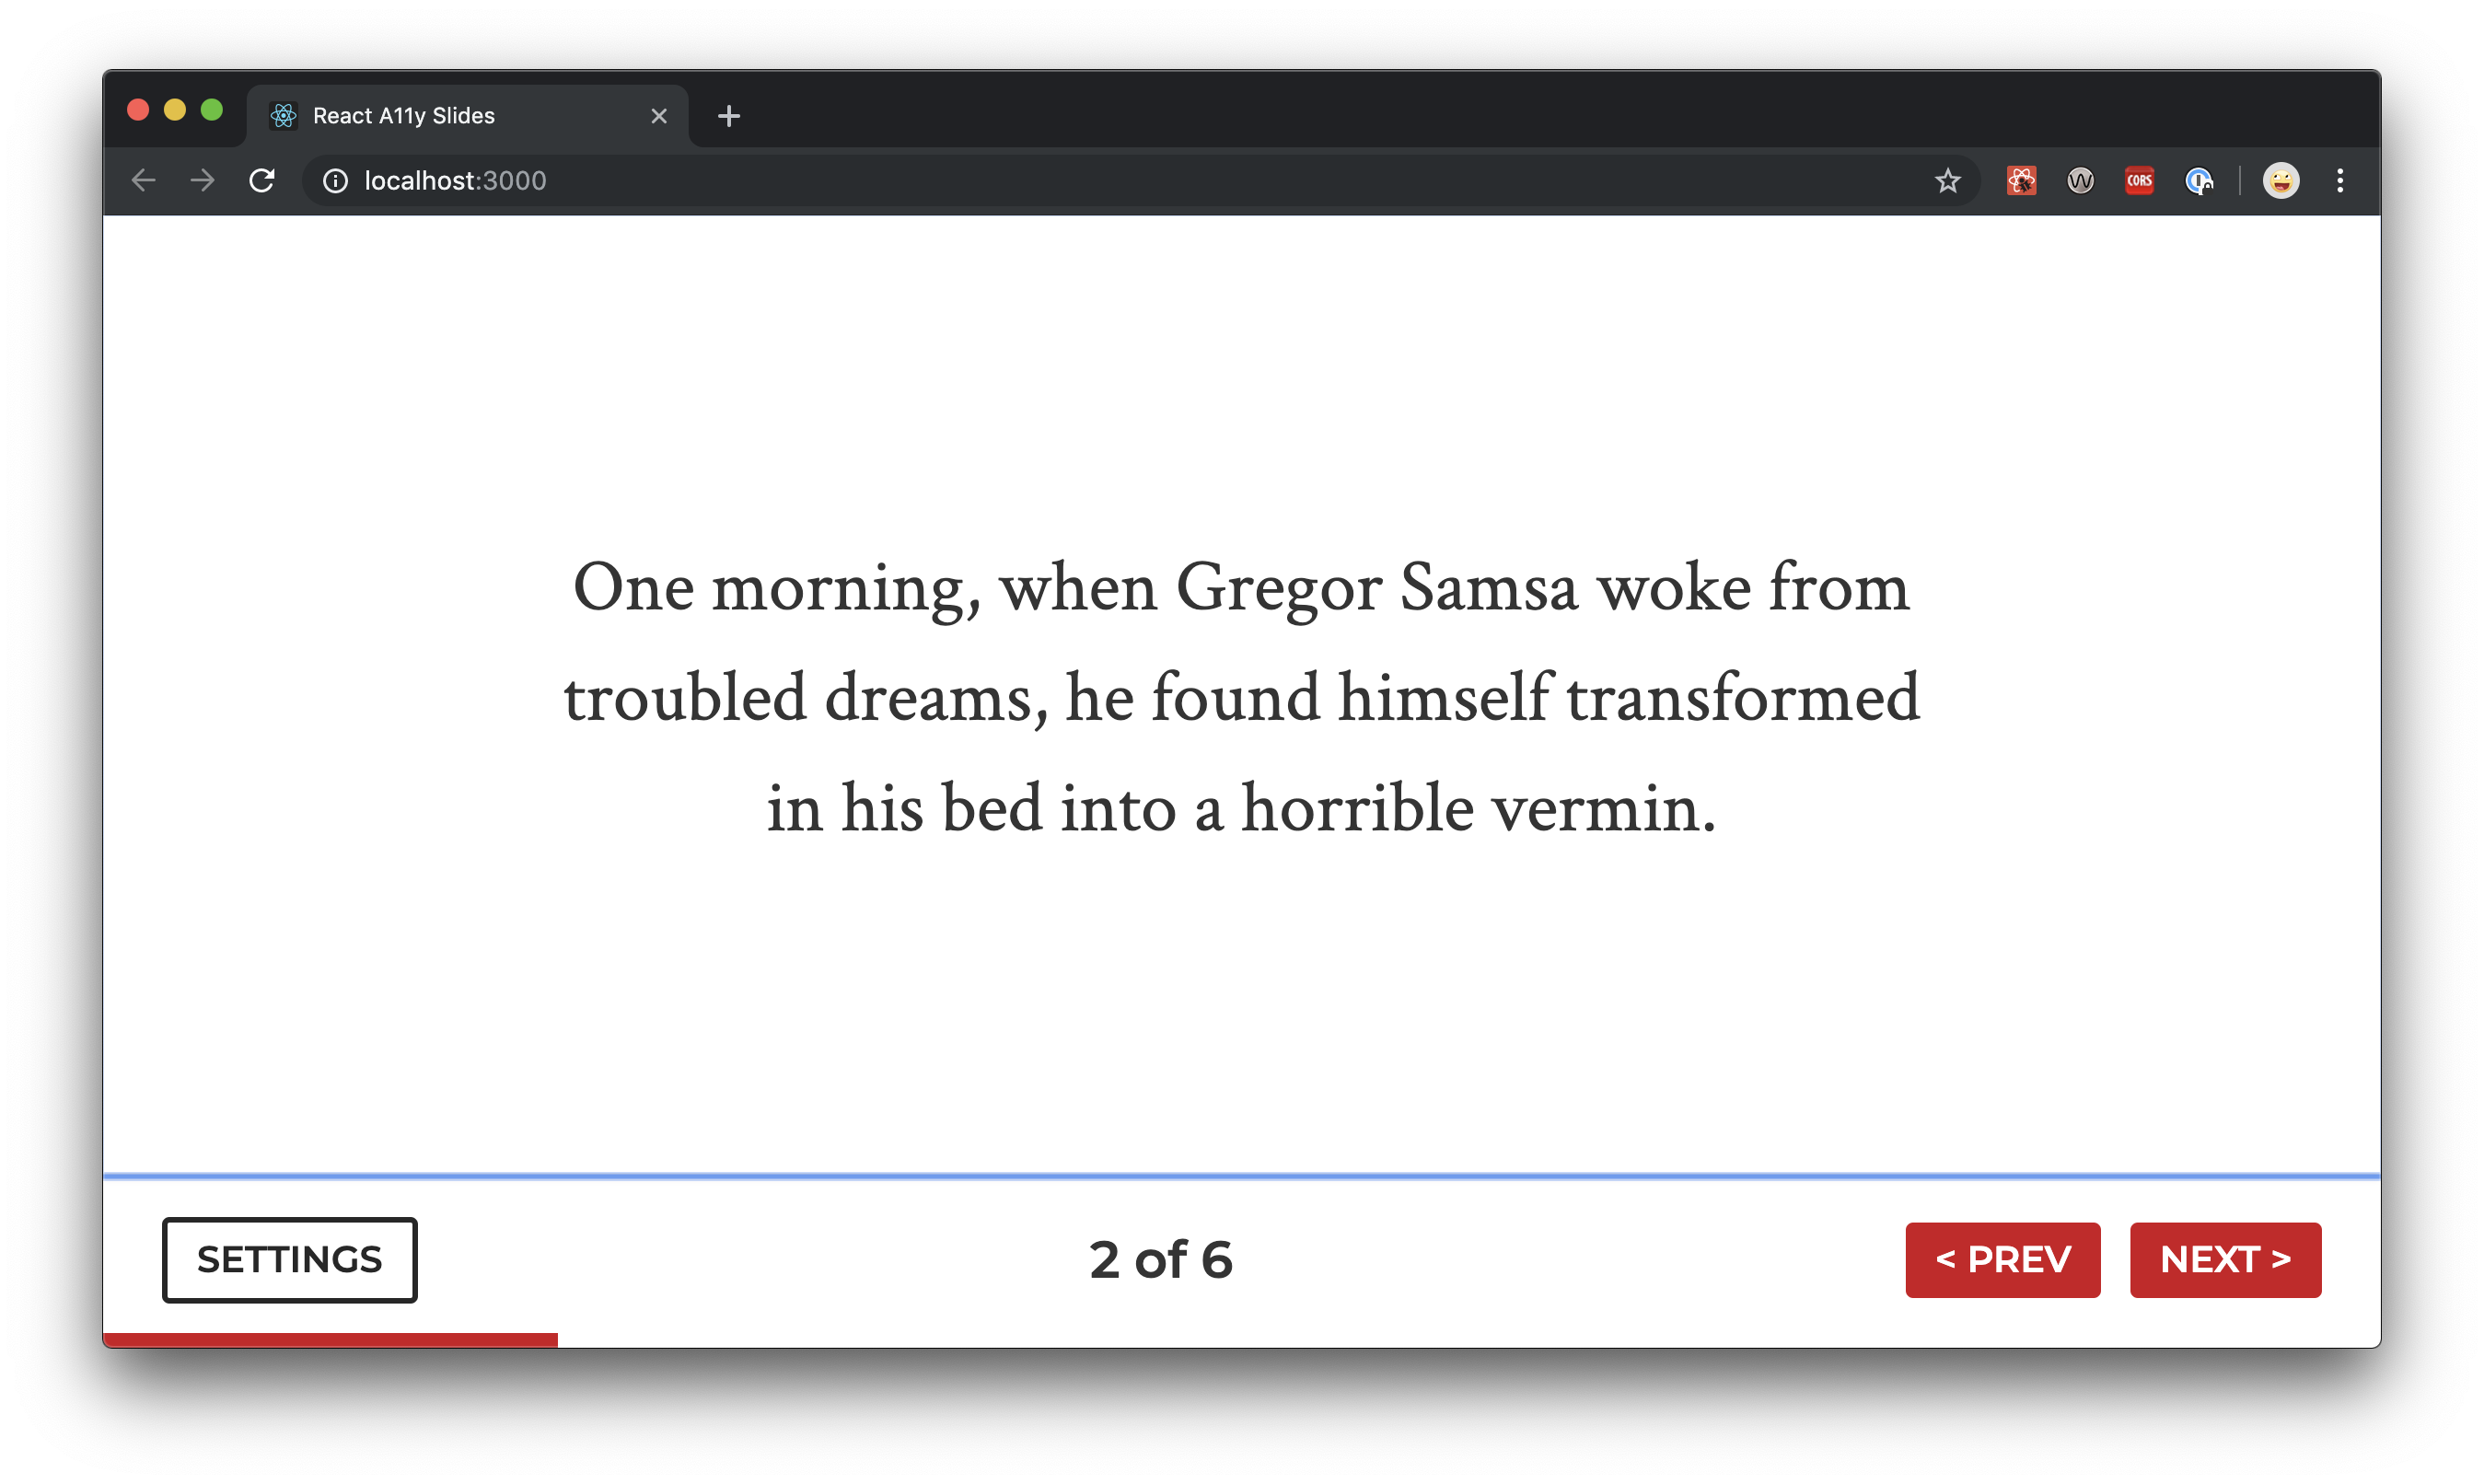 React A11y Slides
localhost:3000
CORS
One morning, when Gregor Samsa woke from
troubled dreams, he found himself transformed
in his bed into a horrible vermin.
SETTINGS
2 of 6
< PREV
NEXT >